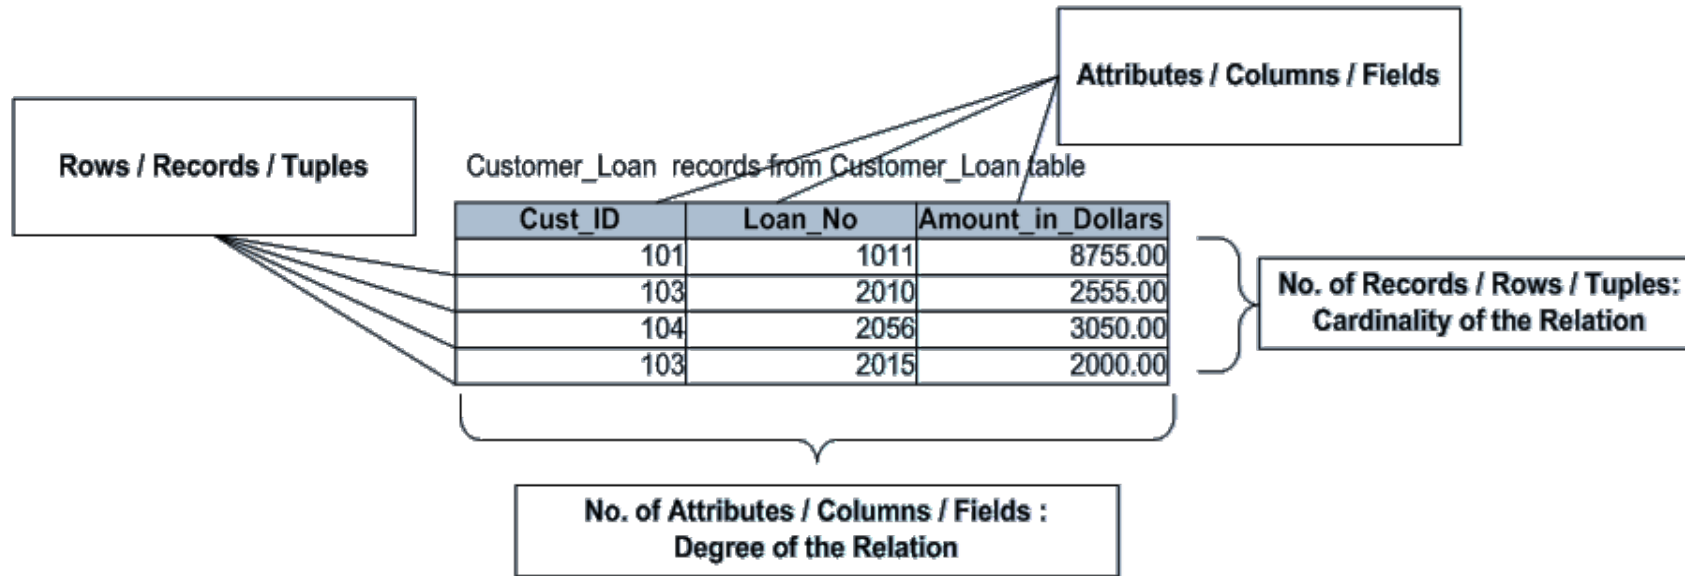 Attributes / Columns / Fields
Rows / Records / Tuples
Customer_Loan records from Customer_Loan table
Cust_ID Loan_No Amount_in_Dollars
101 1011 8755.00
103 2010 2555.00
104 2056 3050.00
103 2015 2000.00
No. of Records / Rows / Tuples:
Cardinality of the Relation
No. of Attributes / Columns / Fields :
Degree of the Relation